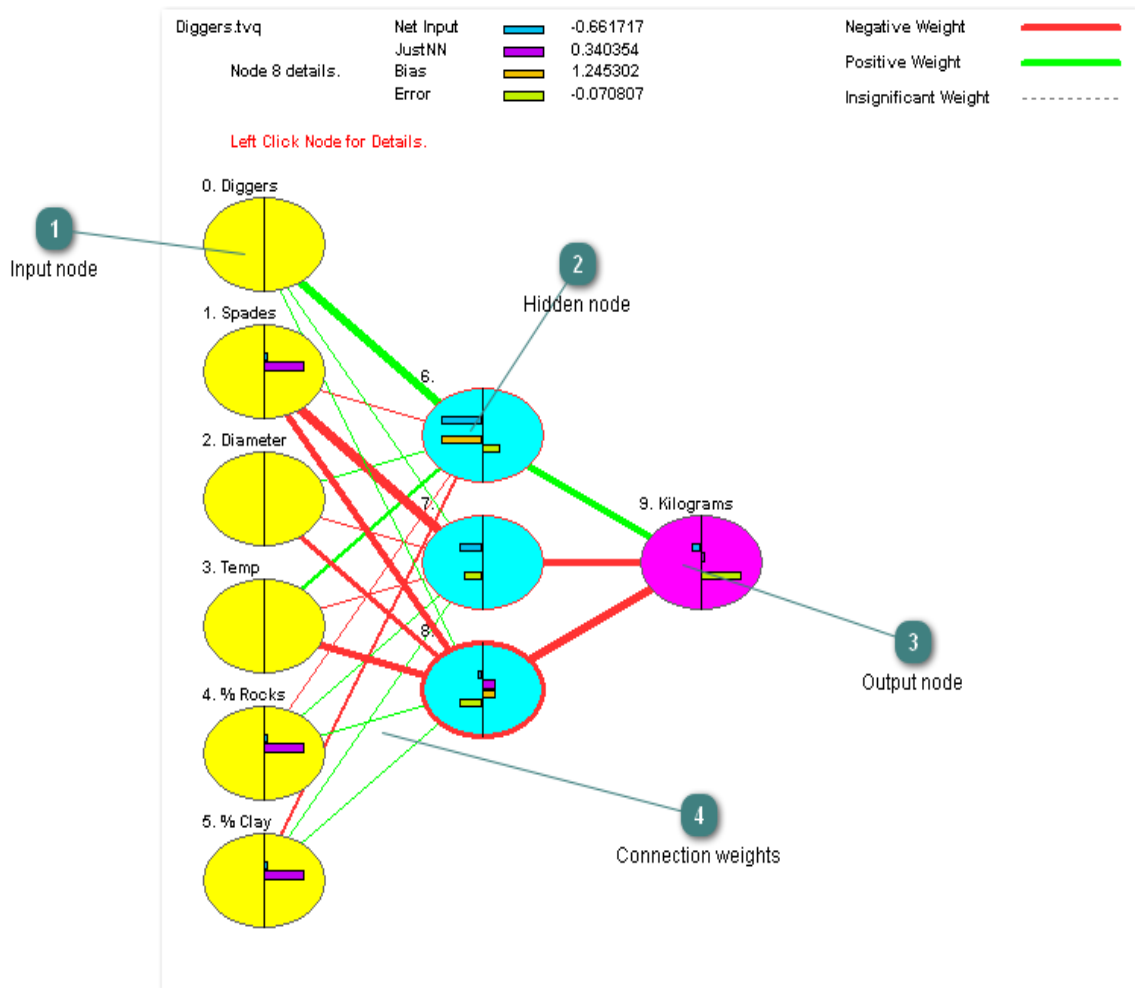 Diggers.tvq
Net Input -0.661717
JustNN 0.340354
Node 8 details.
Bias 1.245302
Error -0.070807
Negative Weight
Positive Weight
Insignificant Weight
Left Click Node for Details.
0. Diggers
1
Input node
2
Hidden node
1. Spades
6.
2. Diameter
7.
9. Kilograms
3. Temp
8.
3
Output node
4. % Rocks
4
Connection weights
5. % Clay